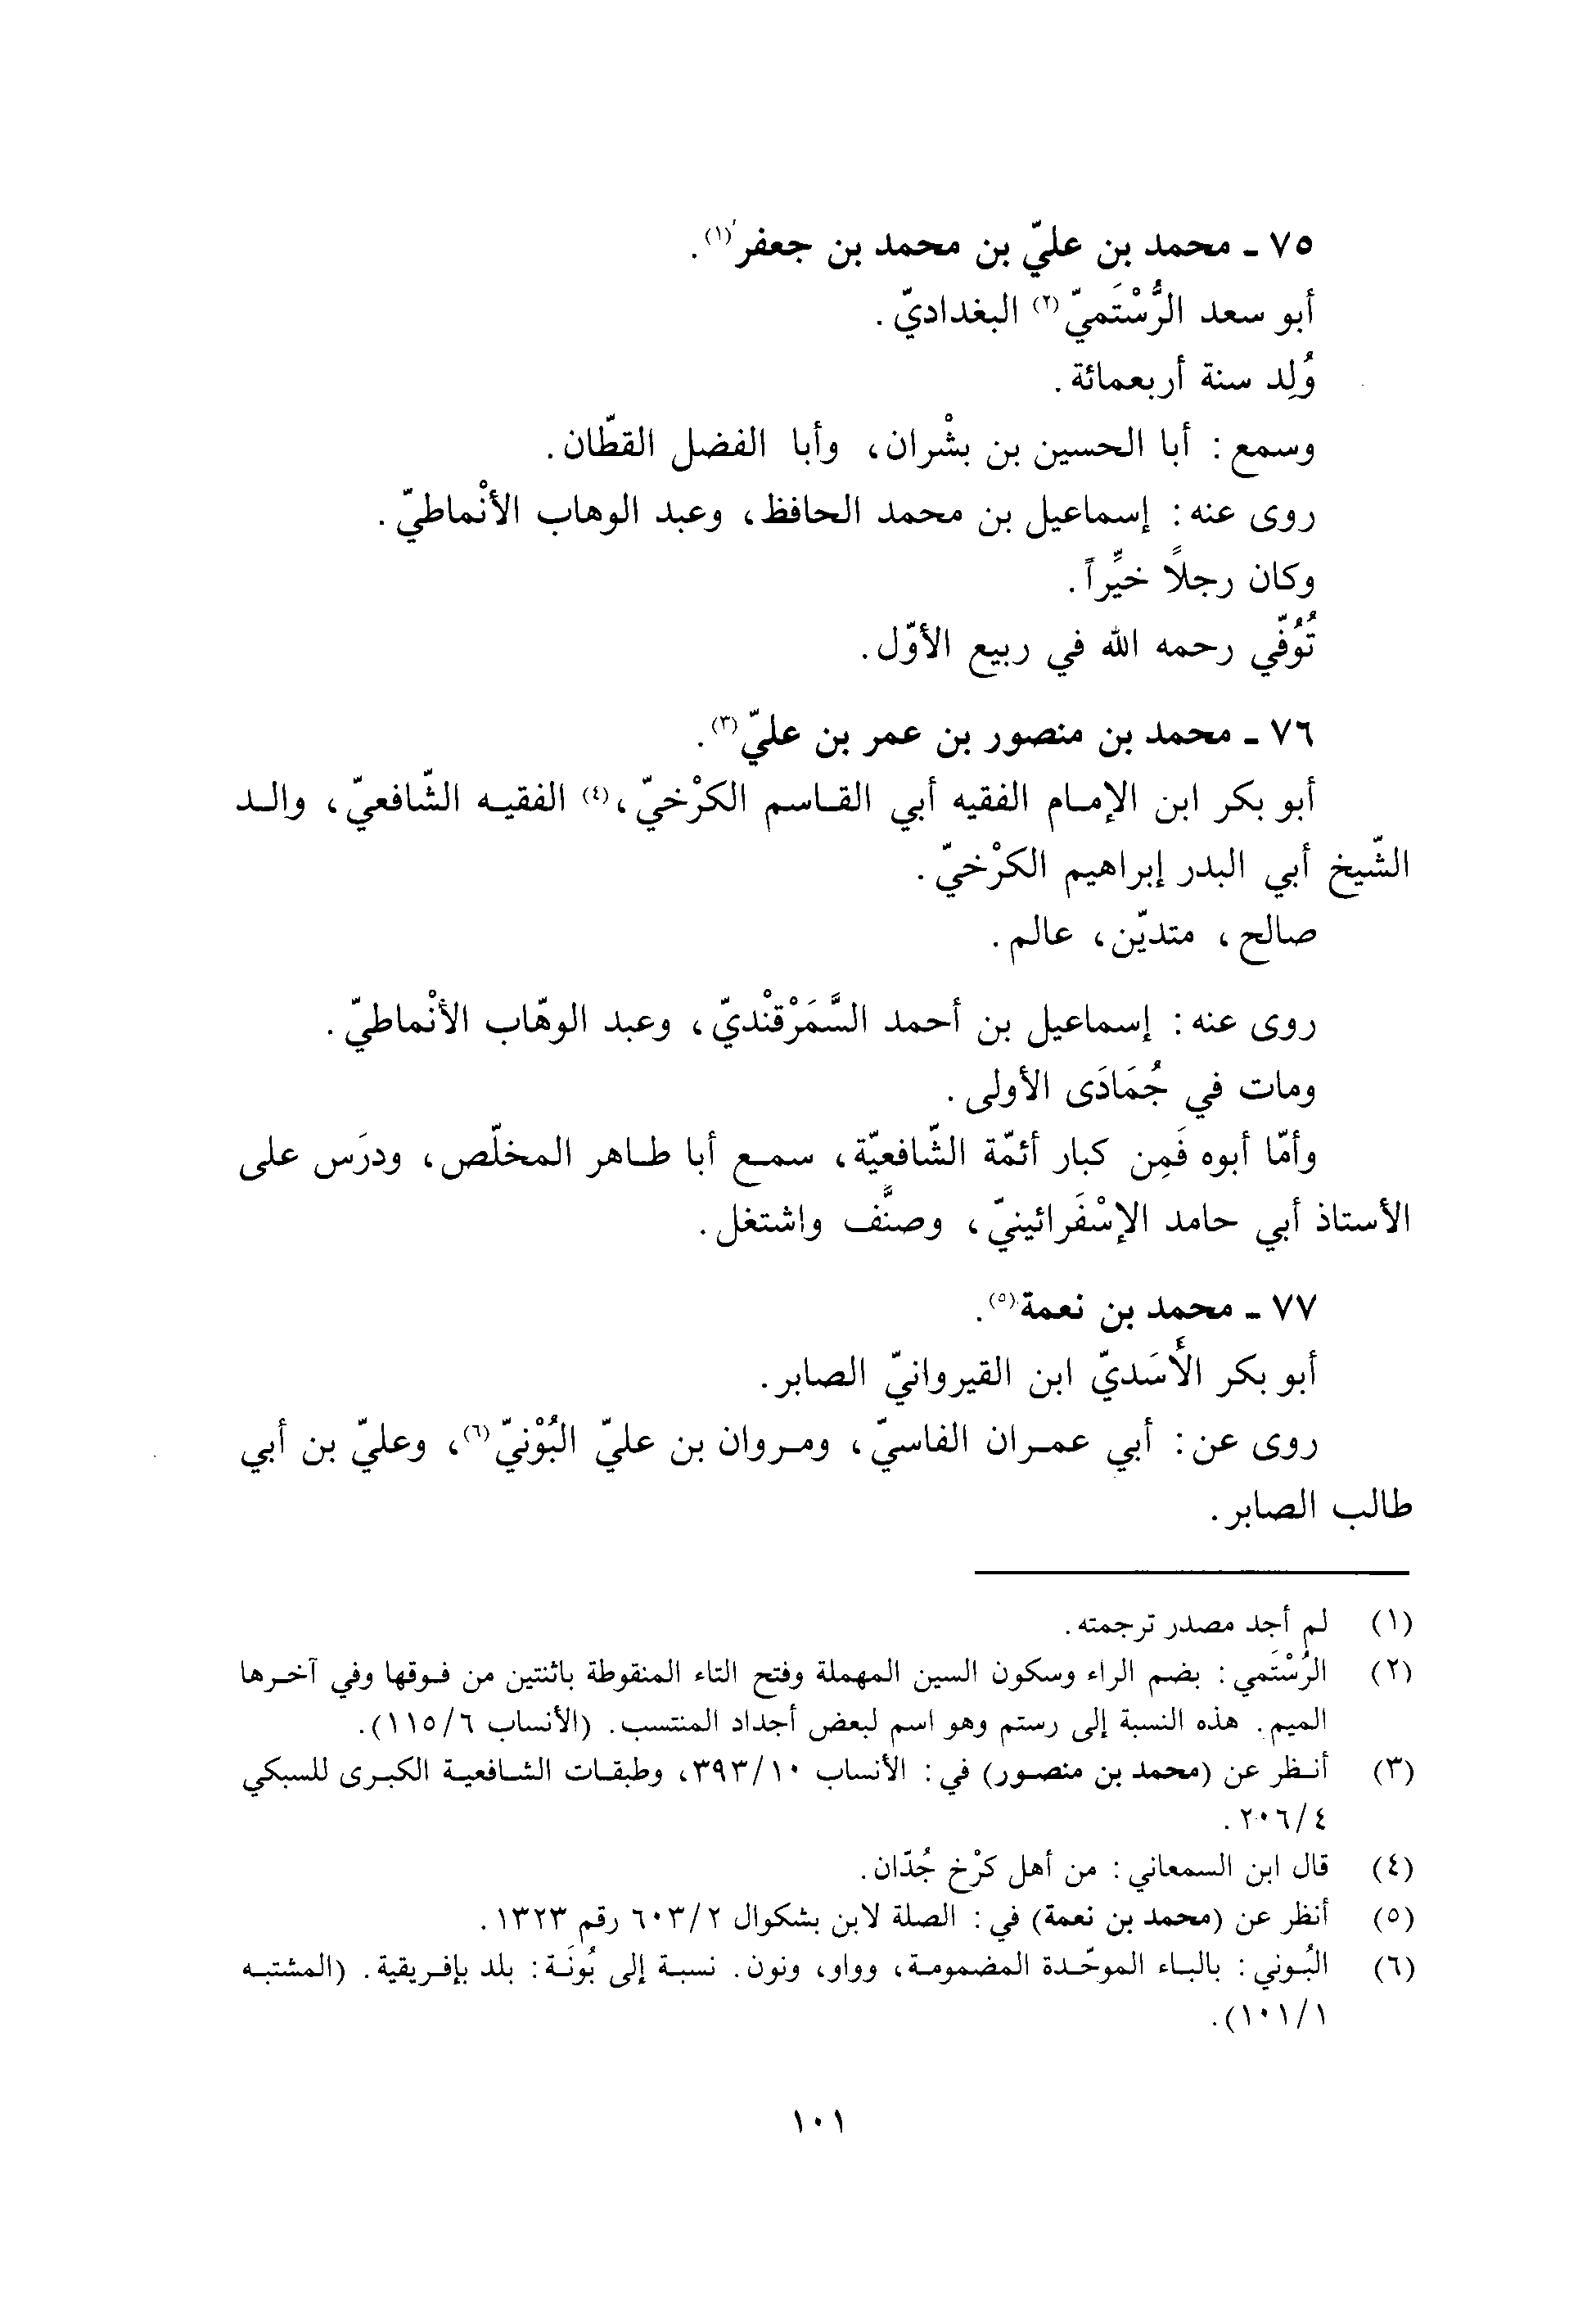 ٧٥ - محمد بن عليّ بن محمد بن جعفر(١).
أبو سعد الرُّسْتَميّ(٢) البغداديّ.
وُلِد سنة أربعمائة.
وسمع: أبا الحسين بن بشْران، وأبا الفضل القطّان.
روى عنه: إسماعيل بن محمد الحافظ، وعبد الوهاب الأنْماطيّ.
وكان رجلاً خيِّراً.
تُوُفّي رحمه الله في ربيع الأوّل.
٧٦ - محمد بن منصور بن عمر بن عليّ(٣).
أبو بكر ابن الإمام الفقيه أبي القاسم الكرْخيّ،(٤) الفقيه الشّافعيّ، والد
الشّيخ أبي البدر إبراهيم الكرْخيّ.
صالح، متديّن، عالم.
روى عنه: إسماعيل بن أحمد السَّمَرْقنْديّ، وعبد الوهّاب الأنْماطيّ.
ومات في جُمَادَى الأولى.
وأمّا أبوه فَمِن كبار أئمّة الشّافعيّة، سمع أبا طاهر المخلّص، ودرَس على
الأستاذ أبي حامد الإسْفَرائينيّ، وصنَّف واشتغل.
٧٧ - محمد بن نعمة(٥).
أبو بكر الأَسَديّ ابن القيروانيّ الصابر.
روى عن: أبي عمران الفاسيّ، ومروان بن عليّ البُوْنيّ(٦)، وعليّ بن أبي
طالب الصابر.
(١) لم أجد مصدر ترجمته.
(٢) الرُسْتَمي: بضم الراء وسكون السين المهملة وفتح التاء المنقوطة باثنتين من فوقها وفي آخرها
الميم. هذه النسبة إلى رستم وهو اسم لبعض أجداد المنتسب. (الأنساب ٦/١١٥).
(٣) أنظر عن (محمد بن منصور) في: الأنساب ١٠/٣٩٣، وطبقات الشافعية الكبرى للسبكي
٤/٢٠٦.
(٤) قال ابن السمعاني: من أهل كرْخ جُدّان.
(٥) أنظر عن (محمد بن نعمة) في: الصلة لابن بشكوال ٢/٦٠٣ رقم ١٣٢٣.
(٦) البُوني: بالباء الموحّدة المضمومة، وواو، ونون. نسبة إلى بُونَة: بلد بإفريقية. (المشتبه
١/١٠١).
١٠١